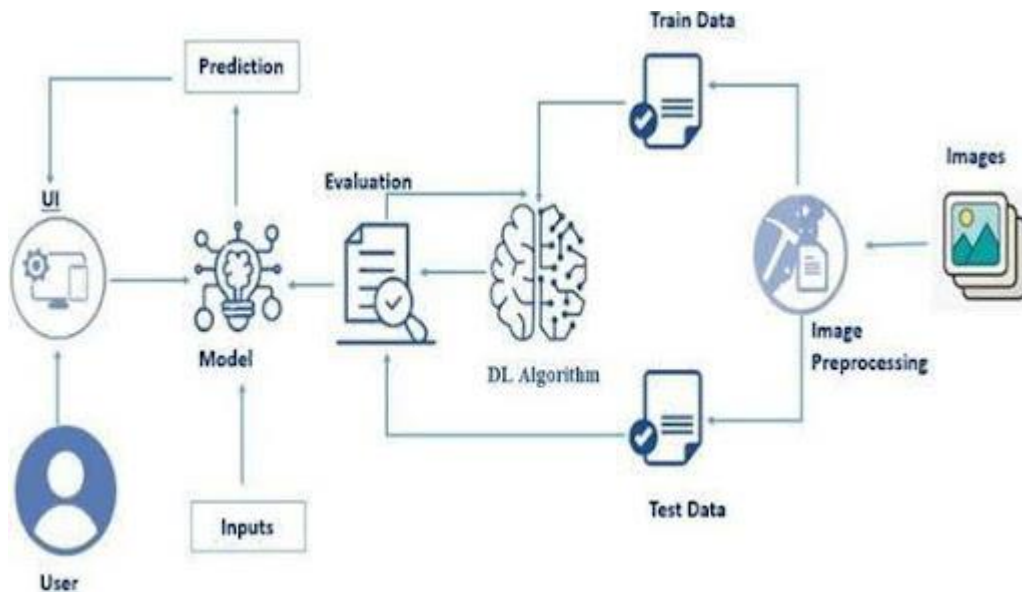 Train Data
Prediction
Images
Evaluation
UI
Image
Preprocessing
Model
DL Algorithm
Test Data
Inputs
User